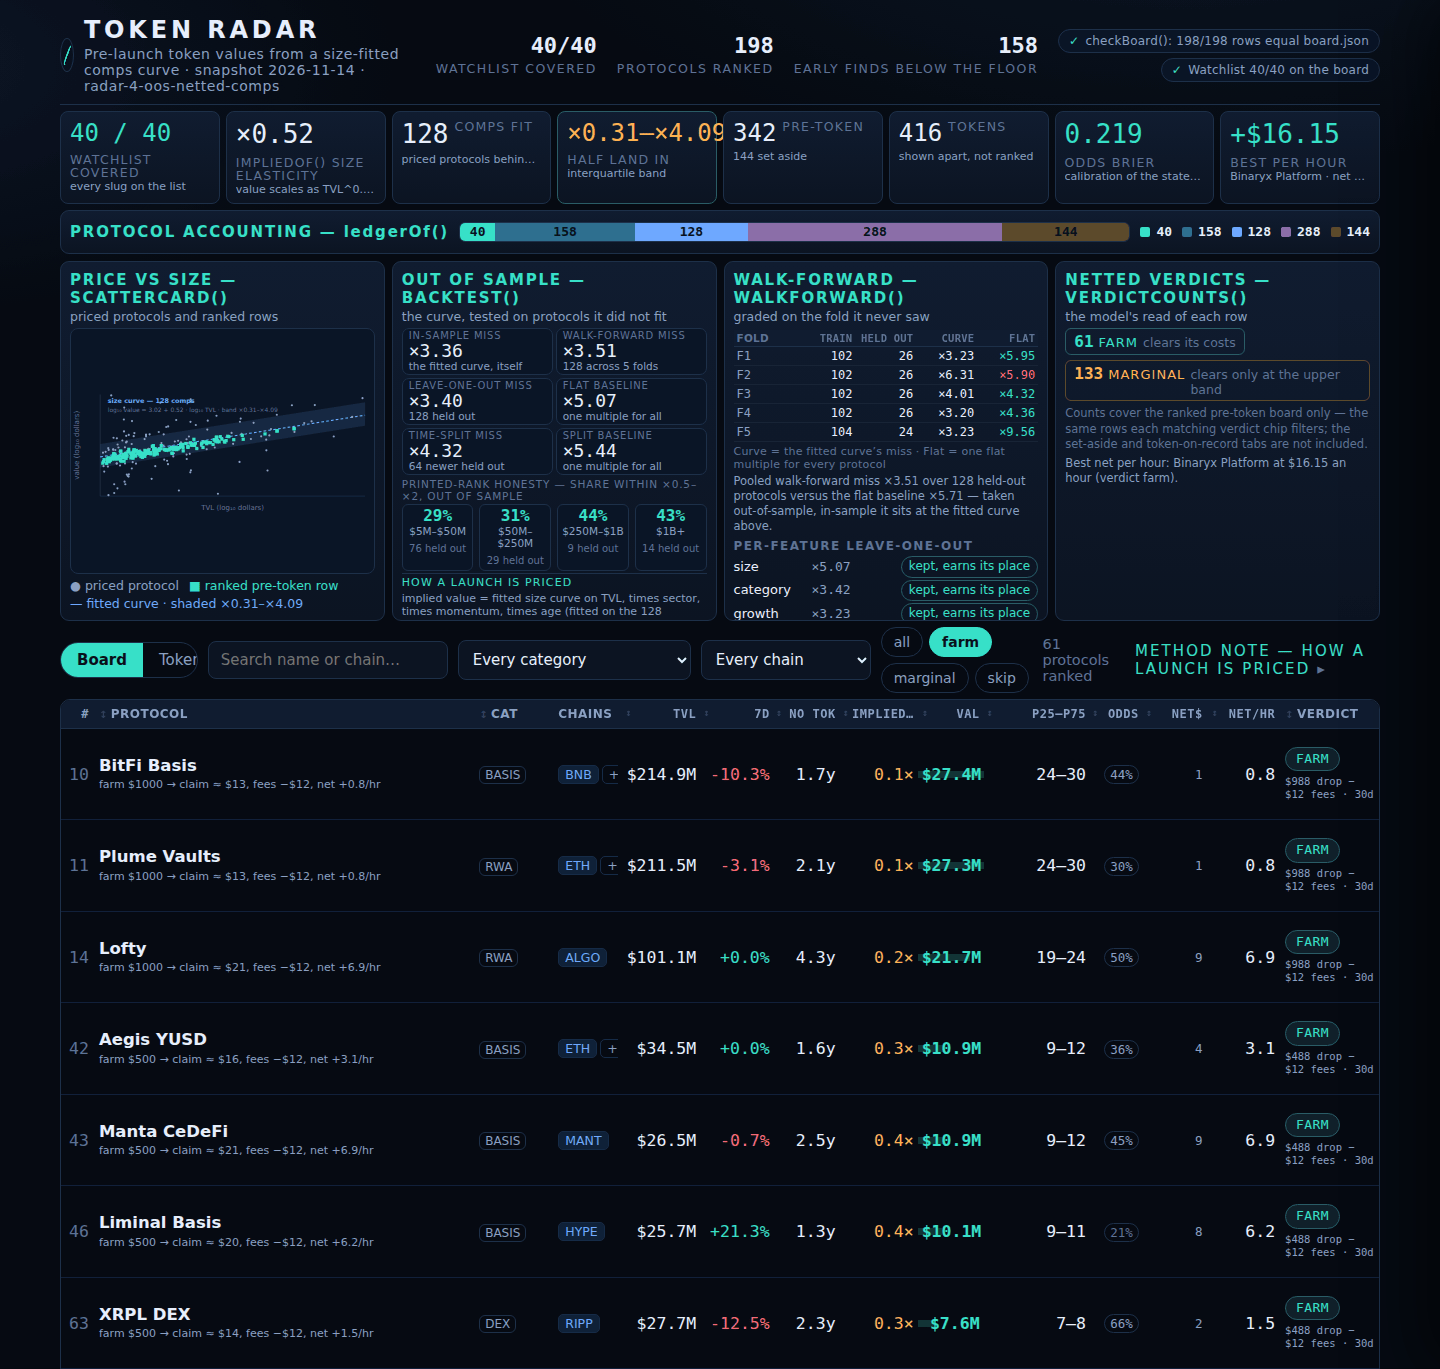 TOKEN RADAR
Pre-launch token values from a size-fitted
comps curve · snapshot 2026-11-14 ·
radar-4-oos-netted-comps
40/40
WATCHLIST COVERED
198
PROTOCOLS RANKED
158
EARLY FINDS BELOW THE FLOOR
✓ checkBoard(): 198/198 rows equal board.json
✓ Watchlist 40/40 on the board
40 / 40
WATCHLIST
COVERED
every slug on the list
×0.52
IMPLIEDOF() SIZE
ELASTICITY
value scales as TVL^0.…
128 COMPS FIT
priced protocols behin…
×0.31–×4.09
HALF LAND IN
interquartile band
342 PRE-TOKEN
144 set aside
416 TOKENS
shown apart, not ranked
0.219
ODDS BRIER
calibration of the state…
+$16.15
BEST PER HOUR
Binaryx Platform · net …
PROTOCOL ACCOUNTING — ledgerOf()
40 158 128 288 144
40 158 128 288 144
PRICE VS SIZE —
SCATTERCARD()
priced protocols and ranked rows
size curve — 128 comps
log₁₀ value = 3.02 + 0.52 · log₁₀ TVL · band ×0.31–×4.09
value (log₁₀ dollars)
TVL (log₁₀ dollars)
● priced protocol ■ ranked pre-token row
— fitted curve · shaded ×0.31–×4.09
OUT OF SAMPLE —
BACKTEST()
the curve, tested on protocols it did not fit
IN-SAMPLE MISS
×3.36
the fitted curve, itself
WALK-FORWARD MISS
×3.51
128 across 5 folds
LEAVE-ONE-OUT MISS
×3.40
128 held out
FLAT BASELINE
×5.07
one multiple for all
TIME-SPLIT MISS
×4.32
64 newer held out
SPLIT BASELINE
×5.44
one multiple for all
PRINTED-RANK HONESTY — SHARE WITHIN ×0.5–
×2, OUT OF SAMPLE
29%
$5M–$50M
76 held out
31%
$50M–
$250M
29 held out
44%
$250M–$1B
9 held out
43%
$1B+
14 held out
HOW A LAUNCH IS PRICED
implied value = fitted size curve on TVL, times sector,
times momentum, times age (fitted on the 128
WALK-FORWARD —
WALKFORWARD()
graded on the fold it never saw
FOLD TRAIN HELD OUT CURVE FLAT
F1 102 26 ×3.23 ×5.95
F2 102 26 ×6.31 ×5.90
F3 102 26 ×4.01 ×4.32
F4 102 26 ×3.20 ×4.36
F5 104 24 ×3.23 ×9.56
Curve = the fitted curve's miss · Flat = one flat
multiple for every protocol
Pooled walk-forward miss ×3.51 over 128 held-out
protocols versus the flat baseline ×5.71 — taken
out-of-sample, in-sample it sits at the fitted curve
above.
PER-FEATURE LEAVE-ONE-OUT
size ×5.07 kept, earns its place
category ×3.42 kept, earns its place
growth ×3.23 kept, earns its place
NETTED VERDICTS —
VERDICTCOUNTS()
the model's read of each row
61 FARM clears its costs
133 MARGINAL clears only at the upper
band
Counts cover the ranked pre-token board only — the
same rows each matching verdict chip filters; the
set-aside and token-on-record tabs are not included.
Best net per hour: Binaryx Platform at $16.15 an
hour (verdict farm).
Board Token
Search name or chain…
Every category
Every chain
all farm
marginal skip
61
protocols
ranked
METHOD NOTE — HOW A
LAUNCH IS PRICED ▸
# ↕ PROTOCOL ↕ CAT CHAINS ↕ TVL ↕ 7D ↕ NO TOK ↕ IMPLIED… ↕ VAL ↕ P25–P75 ↕ ODDS ↕ NET$ ↕ NET/HR ↕ VERDICT
10 BitFi Basis BASIS BNB + $214.9M -10.3% 1.7y 0.1× $27.4M 24–30 44% 1 0.8 FARM
farm $1000 → claim ≈ $13, fees −$12, net +0.8/hr
$988 drop −
$12 fees · 30d
11 Plume Vaults RWA ETH + $211.5M -3.1% 2.1y 0.1× $27.3M 24–30 30% 1 0.8 FARM
farm $1000 → claim ≈ $13, fees −$12, net +0.8/hr
$988 drop −
$12 fees · 30d
14 Lofty RWA ALGO $101.1M +0.0% 4.3y 0.2× $21.7M 19–24 50% 9 6.9 FARM
farm $1000 → claim ≈ $21, fees −$12, net +6.9/hr
$988 drop −
$12 fees · 30d
42 Aegis YUSD BASIS ETH + $34.5M +0.0% 1.6y 0.3× $10.9M 9–12 36% 4 3.1 FARM
farm $500 → claim ≈ $16, fees −$12, net +3.1/hr
$488 drop −
$12 fees · 30d
43 Manta CeDeFi BASIS MANT $26.5M -0.7% 2.5y 0.4× $10.9M 9–12 45% 9 6.9 FARM
farm $500 → claim ≈ $21, fees −$12, net +6.9/hr
$488 drop −
$12 fees · 30d
46 Liminal Basis BASIS HYPE $25.7M +21.3% 1.3y 0.4× $10.1M 9–11 21% 8 6.2 FARM
farm $500 → claim ≈ $20, fees −$12, net +6.2/hr
$488 drop −
$12 fees · 30d
63 XRPL DEX DEX RIPP $27.7M -12.5% 2.3y 0.3× $7.6M 7–8 66% 2 1.5 FARM
farm $500 → claim ≈ $14, fees −$12, net +1.5/hr
$488 drop −
$12 fees · 30d